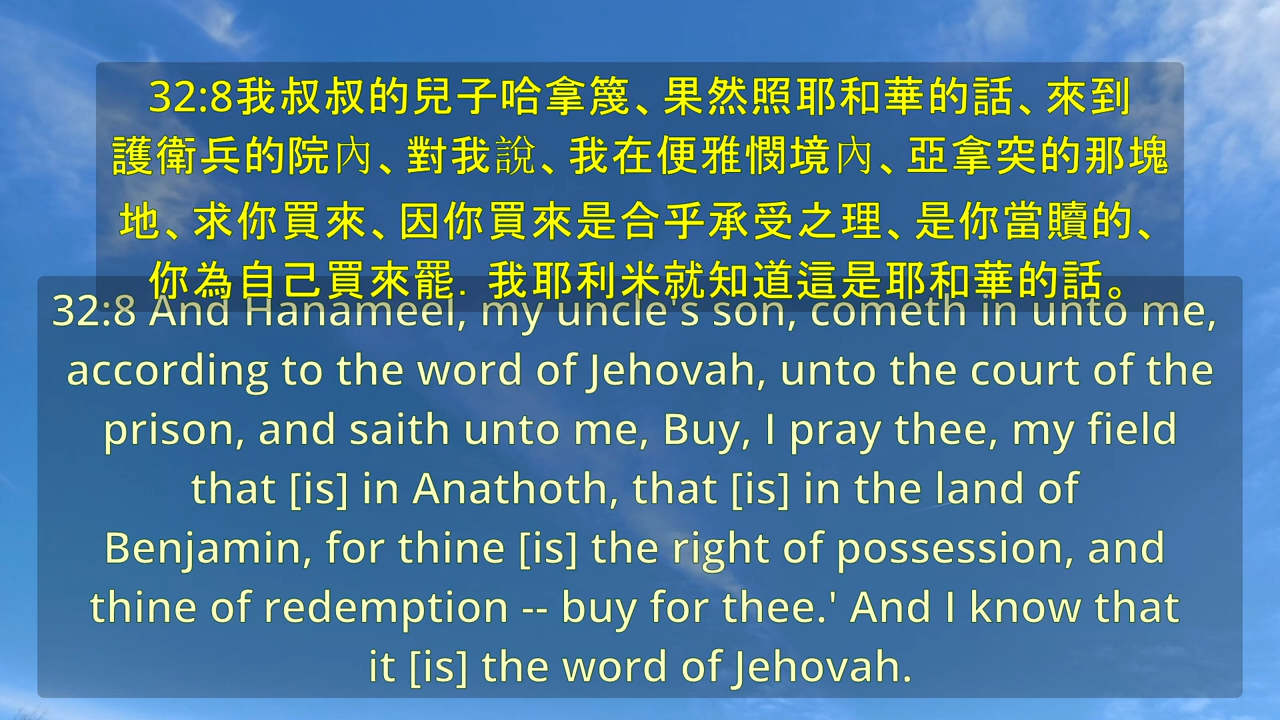 32:8我叔叔的兒子哈拿篾、果然照耶和華的話、來到
護衛兵的院內、對我說、我在便雅憫境內、亞拿突的那塊
地、求你買來、因你買來是合乎承受之理、是你當贖的、
你為自己買來罷. 我耶利米就知道這是耶和華的話。
32:8 And Hanameel, my uncle's son, cometh in unto me,
according to the word of Jehovah, unto the court of the
prison, and saith unto me, Buy, I pray thee, my field
that [is] in Anathoth, that [is] in the land of
Benjamin, for thine [is] the right of possession, and
thine of redemption -- buy for thee.' And I know that
it [is] the word of Jehovah.